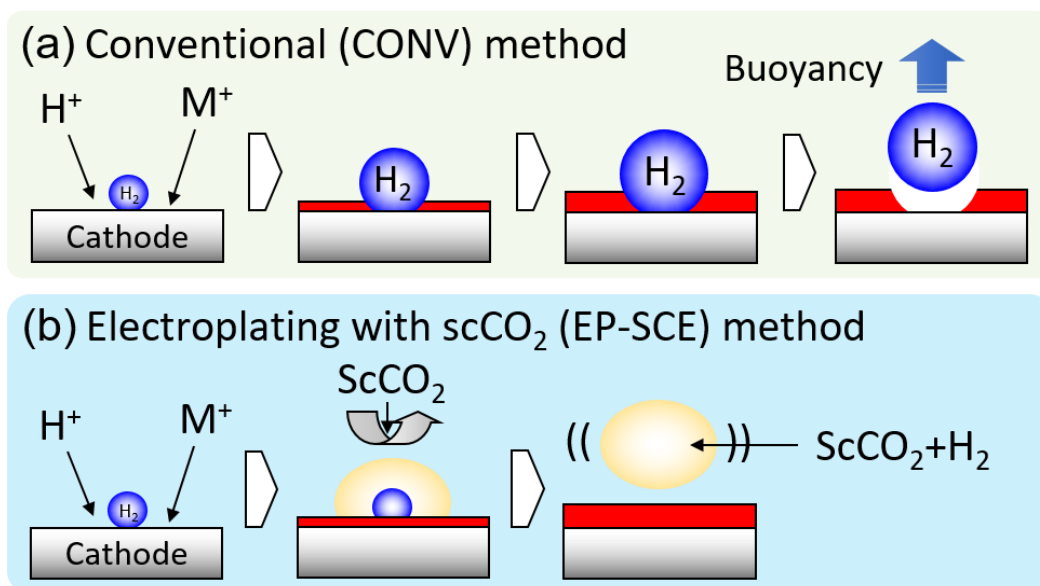 (a) Conventional (CONV) method
Buoyancy
H⁺ M⁺
H₂ H₂ H₂ H₂
Cathode
(b) Electroplating with scCO₂ (EP-SCE) method
ScCO₂
H⁺ M⁺
(( )) ScCO₂+H₂
H₂
Cathode